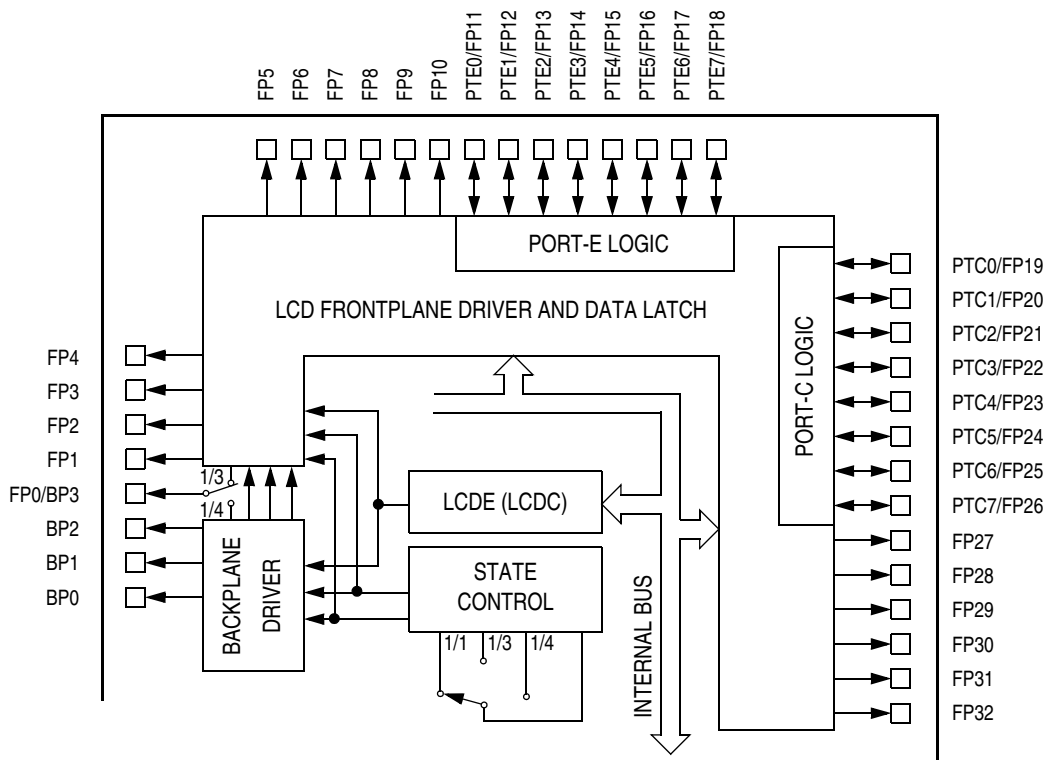 FP5
FP6
FP7
FP8
FP9
FP10
PTE0/FP11
PTE1/FP12
PTE2/FP13
PTE3/FP14
PTE4/FP15
PTE5/FP16
PTE6/FP17
PTE7/FP18
PORT-E LOGIC
LCD FRONTPLANE DRIVER AND DATA LATCH
PORT-C LOGIC
PTC0/FP19
PTC1/FP20
PTC2/FP21
PTC3/FP22
PTC4/FP23
PTC5/FP24
PTC6/FP25
PTC7/FP26
FP27
FP28
FP29
FP30
FP31
FP32
FP4
FP3
FP2
FP1
FP0/BP3
BP2
BP1
BP0
1/3
1/4
BACKPLANE
DRIVER
LCDE (LCDC)
STATE
CONTROL
1/1
1/3
1/4
INTERNAL BUS